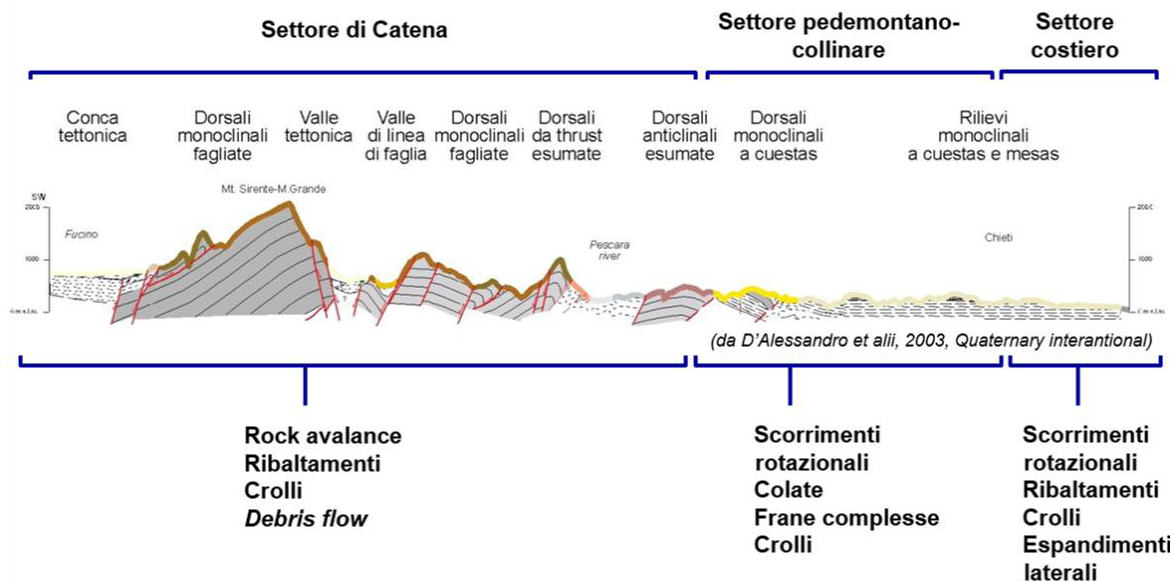 Settore di Catena
Settore pedemontano-
collinare
Settore
costiero
Conca
tettonica
Dorsali
monoclinali
fagliate
Valle
tettonica
Valle
di linea
di faglia
Dorsali
monoclinali
fagliate
Dorsali
da thrust
esumate
Dorsali
anticlinali
esumate
Dorsali
monoclinali
a cuestas
Rilievi
monoclinali
a cuestas e mesas
Mt. Sirente-M.Grande
SW
Fucino
1000
Pescara
river
Chieti
1000
(da D'Alessandro et alii, 2003, Quaternary interantional)
Rock avalance
Ribaltamenti
Crolli
Debris flow
Scorrimenti
rotazionali
Colate
Frane complesse
Crolli
Scorrimenti
rotazionali
Ribaltamenti
Crolli
Espandimenti
laterali